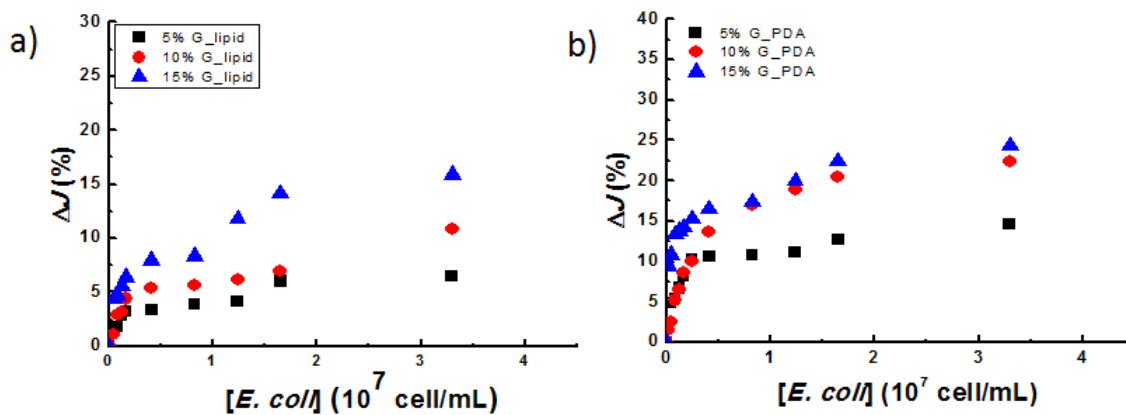 a)
30
25
20
15
10
5
0
ΔJ (%)
5% G_lipid
10% G_lipid
15% G_lipid
0 1 2 3 4
[E. coli] (10⁷ cell/mL)
b)
40
35
30
25
20
15
10
5
0
ΔJ (%)
5% G_PDA
10% G_PDA
15% G_PDA
0 1 2 3 4
[E. coli] (10⁷ cell/mL)